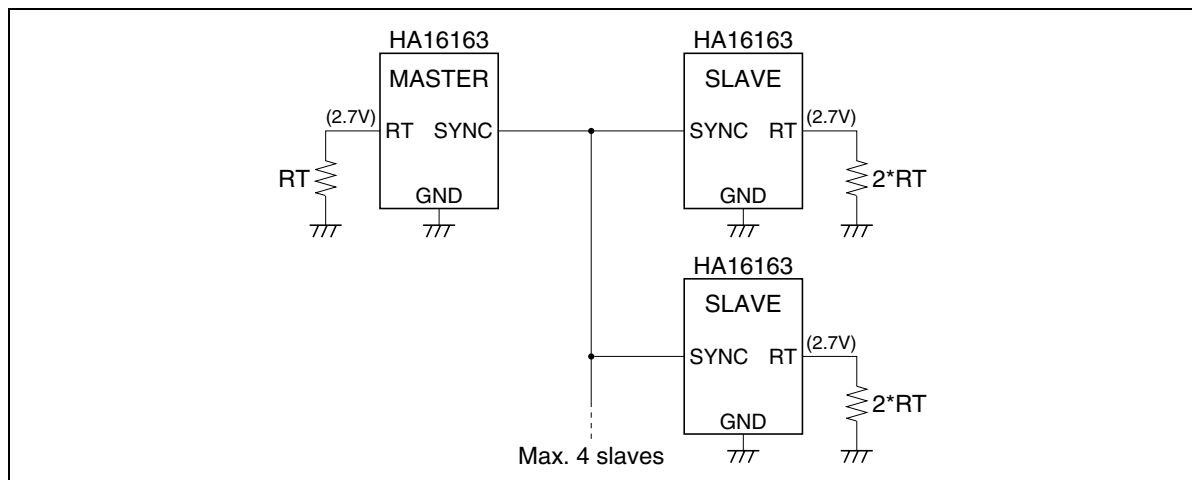 HA16163
MASTER
(2.7V)
RT SYNC
RT
GND
HA16163
SLAVE
(2.7V)
SYNC RT
2*RT
GND
HA16163
SLAVE
(2.7V)
SYNC RT
2*RT
GND
Max. 4 slaves